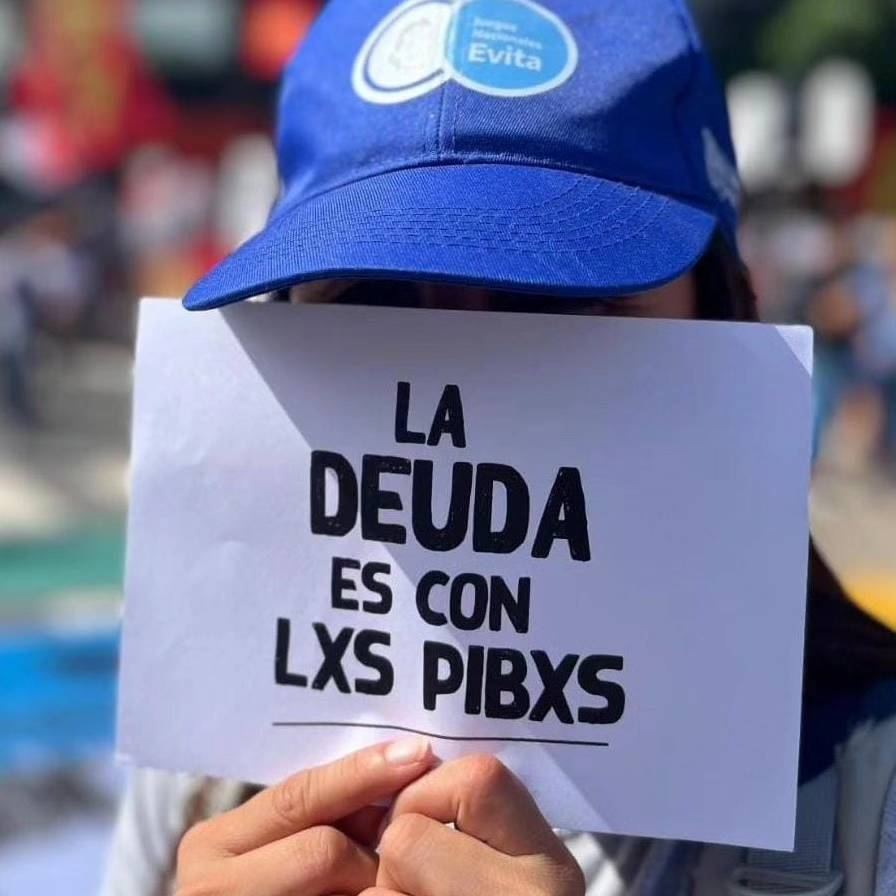 Juegos
Nacionales
Evita
LA
DEUDA
ES CON
LXS PIBXS